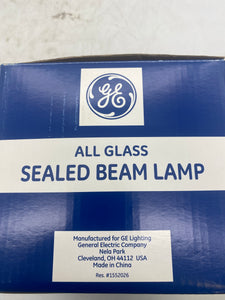 GE
ALL GLASS
SEALED BEAM LAMP
Manufactured for GE Lighting
General Electric Company
Nela Park
Cleveland, OH 44112 USA
Made in China
Res. #1552026